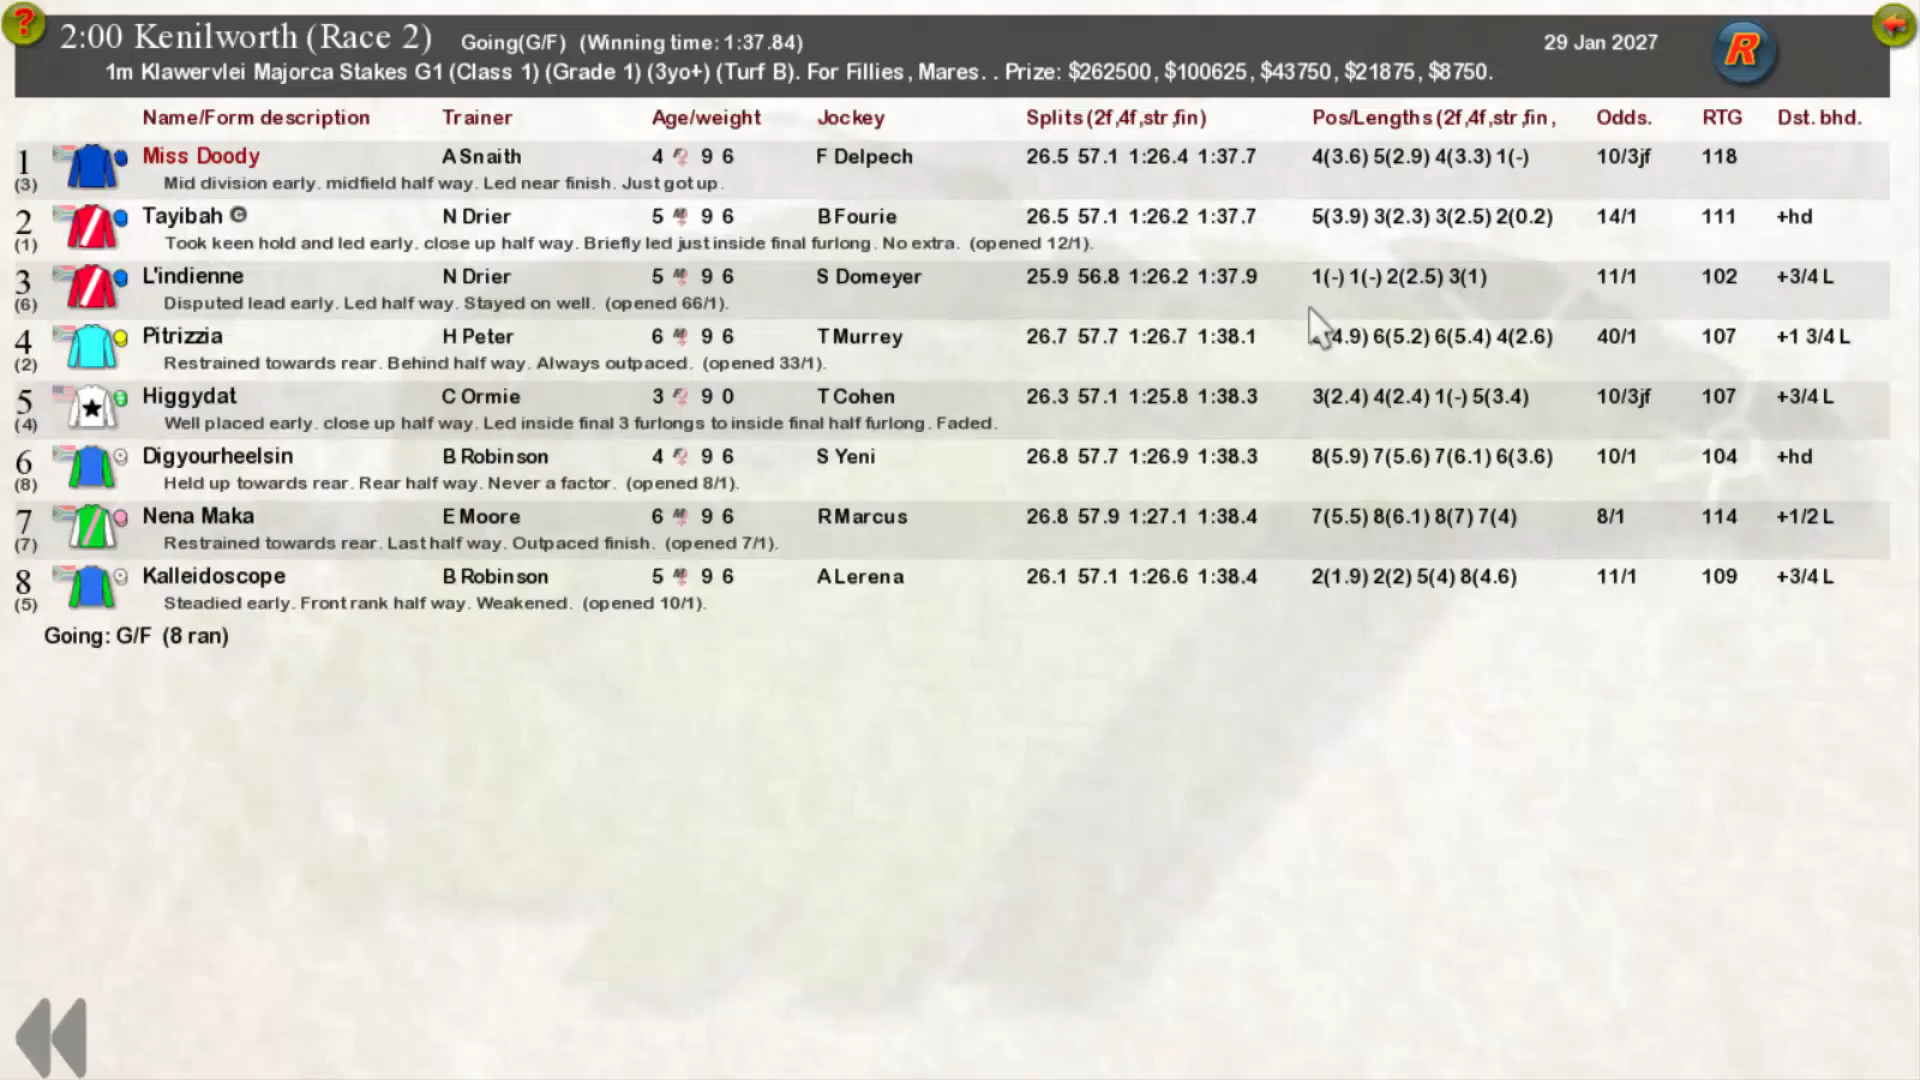 ?
2:00 Kenilworth (Race 2) Going(G/F) (Winning time: 1:37.84) 29 Jan 2027 R
1m Klawervlei Majorca Stakes G1 (Class 1) (Grade 1) (3yo+) (Turf B). For Fillies, Mares. . Prize: $262500, $100625, $43750, $21875, $8750.
Name/Form description Trainer Age/weight Jockey Splits (2f,4f,str,fin) Pos/Lengths (2f,4f,str,fin, Odds. RTG Dst. bhd.
1 Miss Doody A Snaith 4 F 9 6 F Delpech 26.5 57.1 1:26.4 1:37.7 4(3.6) 5(2.9) 4(3.3) 1(-) 10/3jf 118
(3) Mid division early. midfield half way. Led near finish. Just got up.
2 Tayibah C N Drier 5 M 9 6 B Fourie 26.5 57.1 1:26.2 1:37.7 5(3.9) 3(2.3) 3(2.5) 2(0.2) 14/1 111 +hd
(1) Took keen hold and led early. close up half way. Briefly led just inside final furlong. No extra. (opened 12/1).
3 L'indienne N Drier 5 M 9 6 S Domeyer 25.9 56.8 1:26.2 1:37.9 1(-) 1(-) 2(2.5) 3(1) 11/1 102 +3/4 L
(6) Disputed lead early. Led half way. Stayed on well. (opened 66/1).
4 Pitrizzia H Peter 6 M 9 6 T Murrey 26.7 57.7 1:26.7 1:38.1 4.9) 6(5.2) 6(5.4) 4(2.6) 40/1 107 +1 3/4 L
(2) Restrained towards rear. Behind half way. Always outpaced. (opened 33/1).
5 Higgydat C Ormie 3 F 9 0 T Cohen 26.3 57.1 1:25.8 1:38.3 3(2.4) 4(2.4) 1(-) 5(3.4) 10/3jf 107 +3/4 L
(4) Well placed early. close up half way. Led inside final 3 furlongs to inside final half furlong. Faded.
6 Digyourheelsin B Robinson 4 F 9 6 S Yeni 26.8 57.7 1:26.9 1:38.3 8(5.9) 7(5.6) 7(6.1) 6(3.6) 10/1 104 +hd
(8) Held up towards rear. Rear half way. Never a factor. (opened 8/1).
7 Nena Maka E Moore 6 M 9 6 R Marcus 26.8 57.9 1:27.1 1:38.4 7(5.5) 8(6.1) 8(7) 7(4) 8/1 114 +1/2 L
(7) Restrained towards rear. Last half way. Outpaced finish. (opened 7/1).
8 Kalleidoscope B Robinson 5 M 9 6 A Lerena 26.1 57.1 1:26.6 1:38.4 2(1.9) 2(2) 5(4) 8(4.6) 11/1 109 +3/4 L
(5) Steadied early. Front rank half way. Weakened. (opened 10/1).
Going: G/F (8 ran)